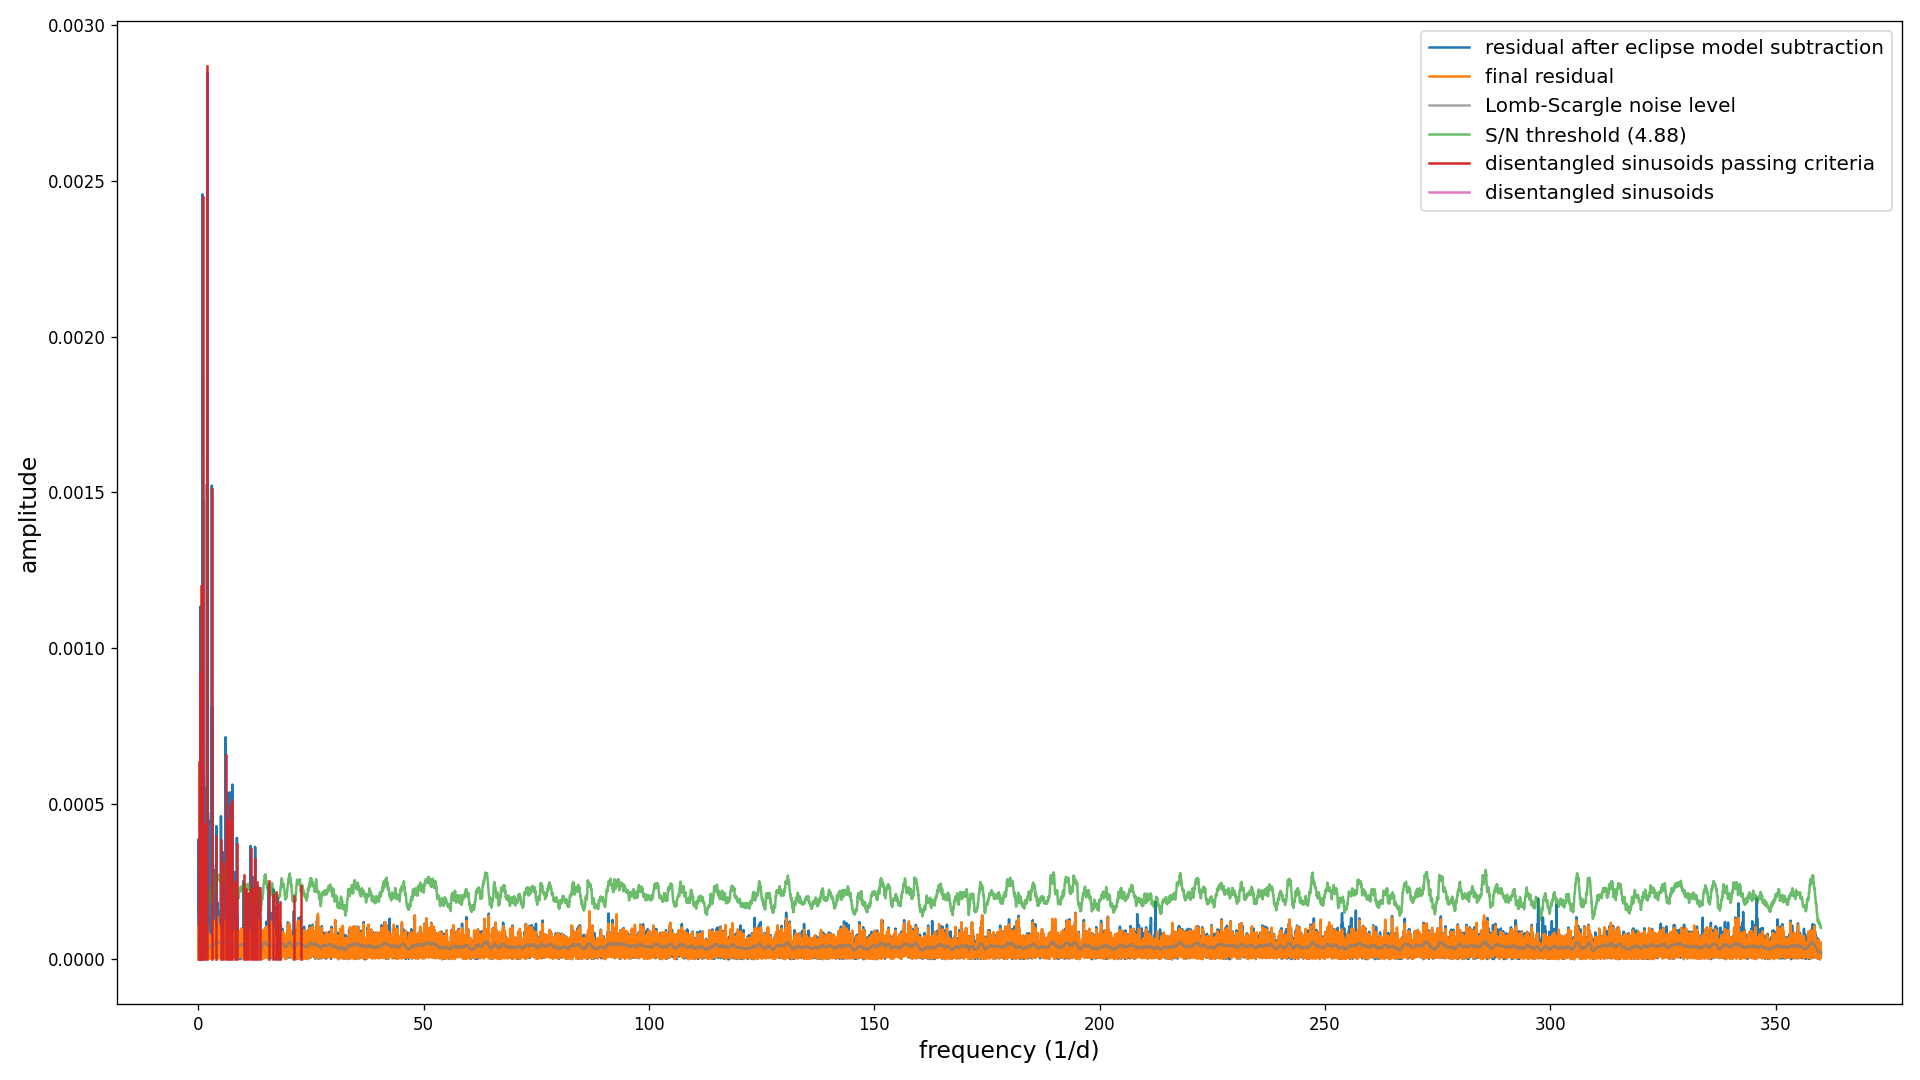 0.0030
0.0025
0.0020
0.0015
0.0010
0.0005
0.0000
amplitude
residual after eclipse model subtraction
final residual
Lomb-Scargle noise level
S/N threshold (4.88)
disentangled sinusoids passing criteria
disentangled sinusoids
0 50 100 150 200 250 300 350
frequency (1/d)